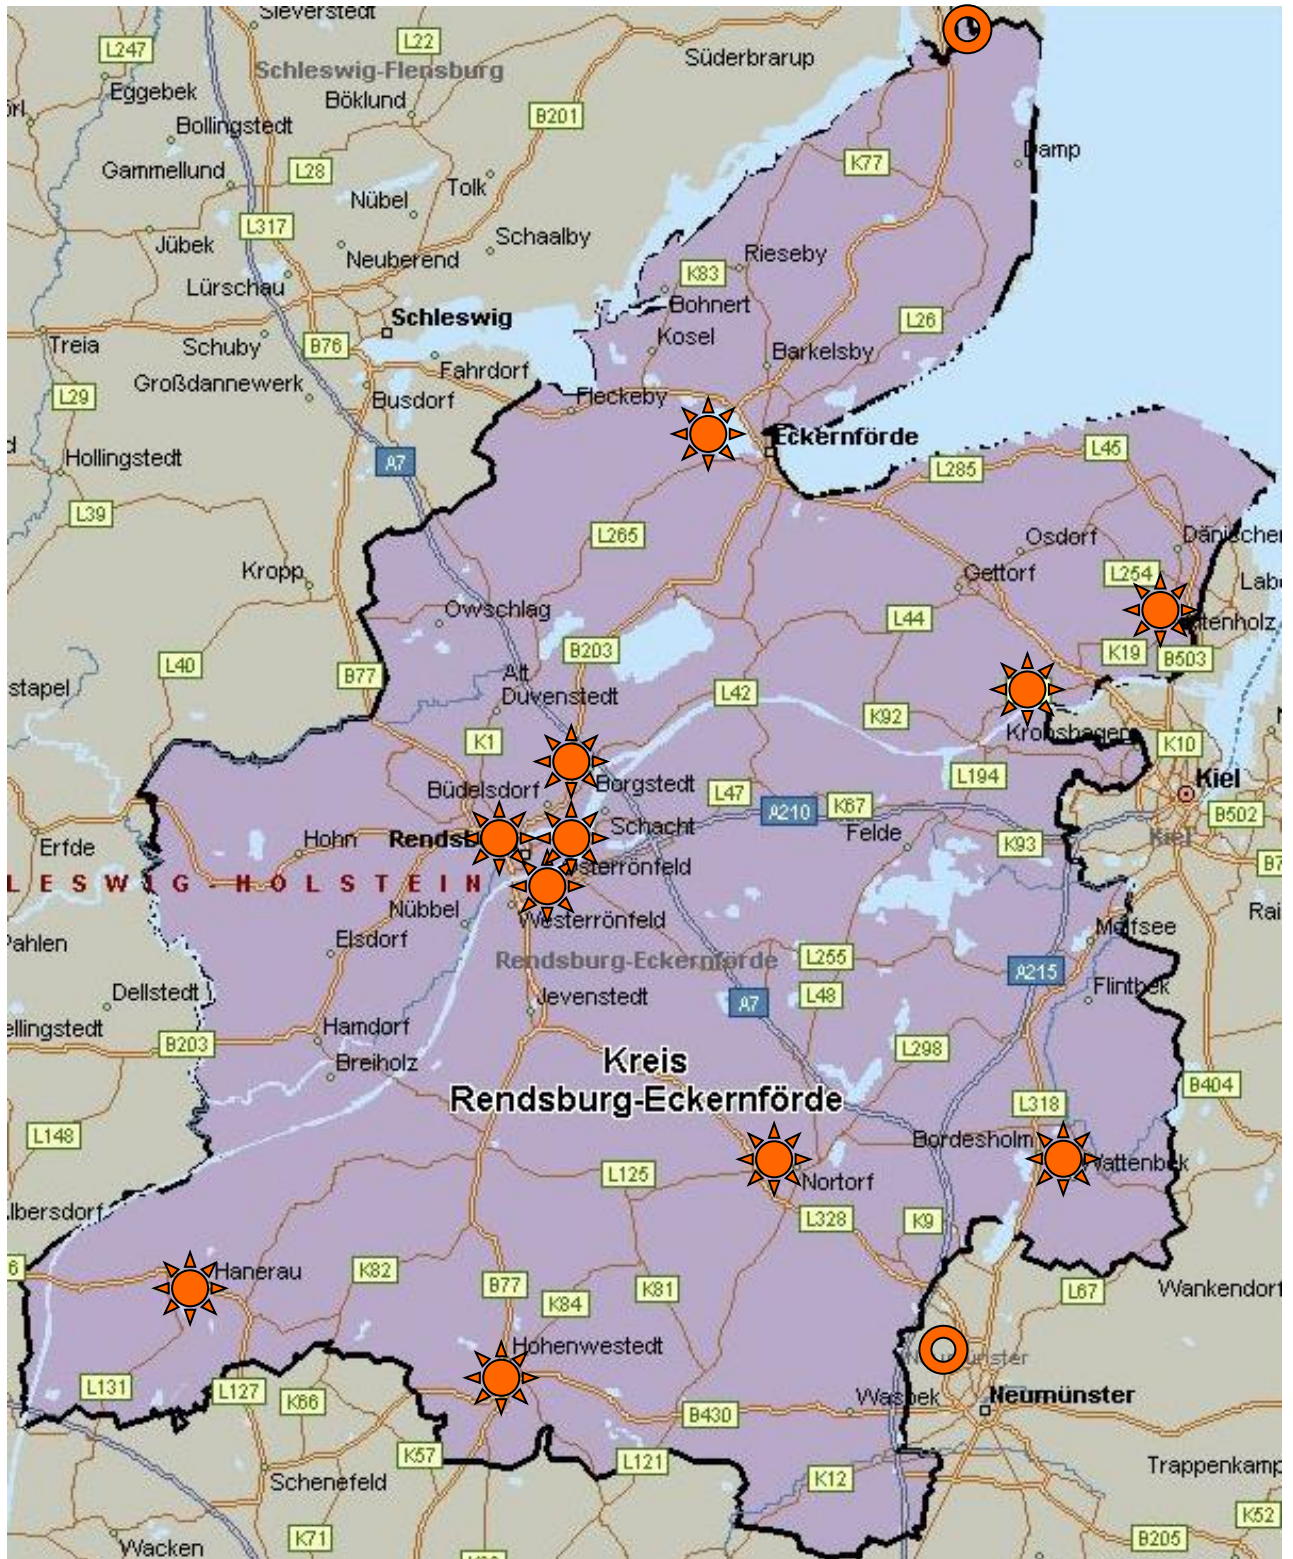 Sieverstedt
L247
L22
Süderbrarup
Schleswig-Flensburg
Eggebek
Böklund
B201
Bollingstedt
K77
Damp
Gammellund
L28
Tolk
Nübel
L317
Schaalby
Jübek
Neuberend
Rieseby
K83
Lürschau
Bohnert
Schleswig
L26
Treia
Schuby
B76
Kosel
Barkelsby
Fahrdorf
Großdannewerk
L29
Busdorf
Fleckeby
Eckernförde
Hollingstedt
A7
L45
L285
L39
L265
Osdorf
Kropp
Gettorf
L254
Owschlag
L44
L40
B203
K19
B503
B77
Alt
Duvenstedt
L42
K92
K1
Kronshagen
K10
L194
Kiel
Büdelsdorf
Borgstedt
L47
A210
K67
B502
Hohn
Schacht
Felde
K93
Kiel
Erfde
L E S W I G - H O L S T E I N
Nübbel
Westerrönfeld
Elsdorf
Molfsee
Rendsburg-Eckernförde
L255
A215
Dellstedt
Jevenstedt
A7
L48
Flintbek
Hamdorf
B203
L298
Breiholz
Kreis
Rendsburg-Eckernförde
B404
L318
L148
Bordesholm
L125
Nortorf
L328
K9
Hanerau
K82
B77
K84
K81
L67
Wankendorf
Hohenwestedt
L131
L127
K66
Wasbek
Neumünster
B430
K57
L121
K12
Schenefeld
Trappenkamp
K71
K52
B205
Wacken